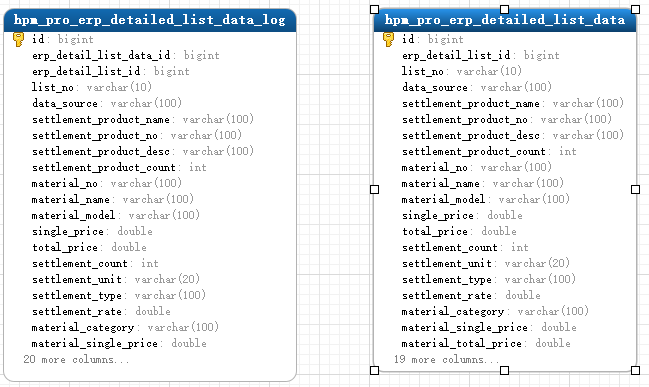 hpm_pro_erp_detailed_list_data_log
id: bigint
erp_detail_list_data_id: bigint
erp_detail_list_id: bigint
list_no: varchar(10)
data_source: varchar(100)
settlement_product_name: varchar(100)
settlement_product_no: varchar(100)
settlement_product_desc: varchar(100)
settlement_product_count: int
material_no: varchar(100)
material_name: varchar(100)
material_model: varchar(100)
single_price: double
total_price: double
settlement_count: int
settlement_unit: varchar(20)
settlement_type: varchar(100)
settlement_rate: double
material_category: varchar(100)
material_single_price: double
20 more columns...
hpm_pro_erp_detailed_list_data
id: bigint
erp_detail_list_id: bigint
list_no: varchar(10)
data_source: varchar(100)
settlement_product_name: varchar(100)
settlement_product_no: varchar(100)
settlement_product_desc: varchar(100)
settlement_product_count: int
material_no: varchar(100)
material_name: varchar(100)
material_model: varchar(100)
single_price: double
total_price: double
settlement_count: int
settlement_unit: varchar(20)
settlement_type: varchar(100)
settlement_rate: double
material_category: varchar(100)
material_single_price: double
material_total_price: double
19 more columns...